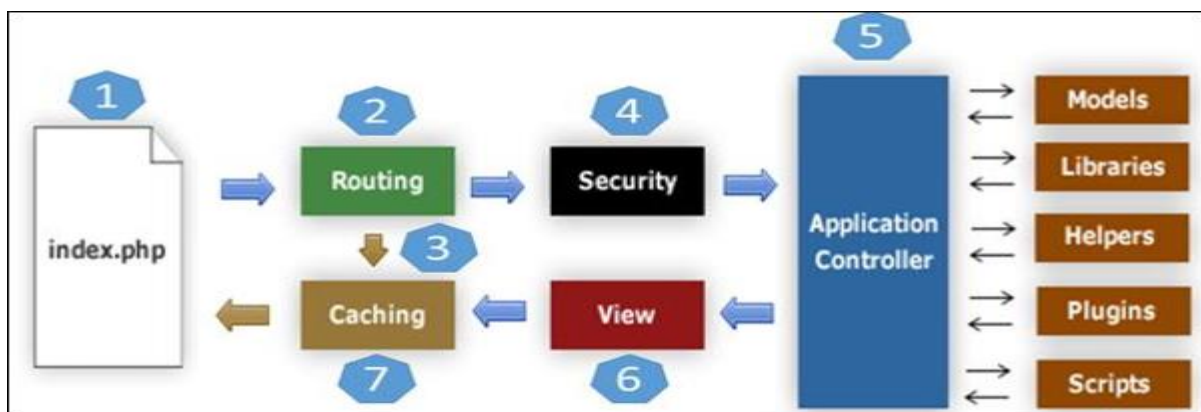 1
2
4
5
index.php
Routing
Security
Application
Controller
Models
Libraries
Helpers
Plugins
Scripts
3
Caching
View
7
6